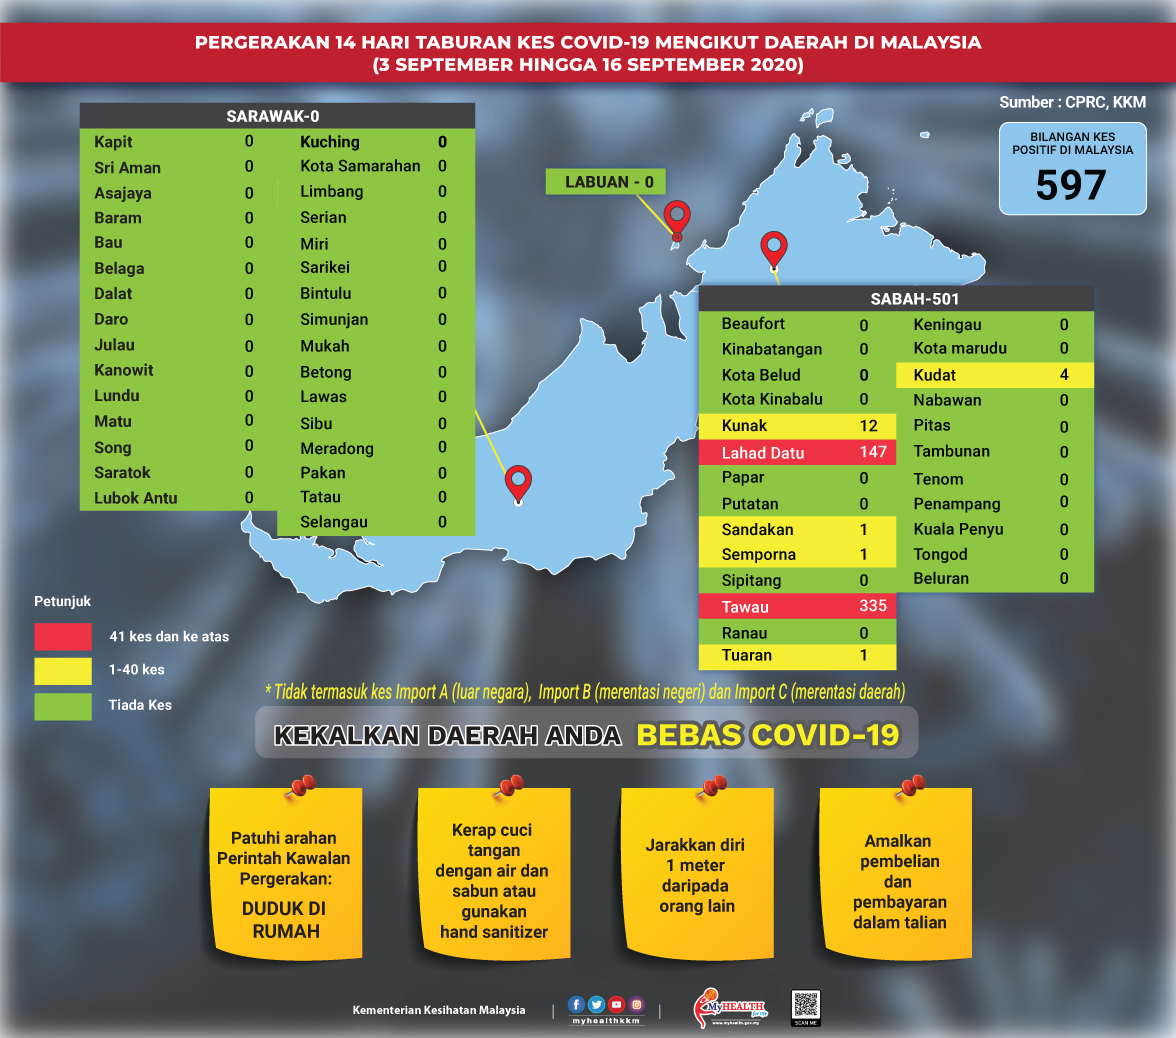 PERGERAKAN 14 HARI TABURAN KES COVID-19 MENGIKUT DAERAH DI MALAYSIA
(3 SEPTEMBER HINGGA 16 SEPTEMBER 2020)
Sumber : CPRC, KKM
BILANGAN KES
POSITIF DI MALAYSIA
597
SARAWAK-0
Kapit 0 Kuching 0
Sri Aman 0 Kota Samarahan 0
Asajaya 0 Limbang 0
Baram 0 Serian 0
Bau 0 Miri 0
Belaga 0 Sarikei 0
Dalat 0 Bintulu 0
Daro 0 Simunjan 0
Julau 0 Mukah 0
Kanowit 0 Betong 0
Lundu 0 Lawas 0
Matu 0 Sibu 0
Song 0 Meradong 0
Saratok 0 Pakan 0
Lubok Antu 0 Tatau 0
Selangau 0
LABUAN - 0
SABAH-501
Beaufort 0 Keningau 0
Kinabatangan 0 Kota marudu 0
Kota Belud 0 Kudat 4
Kota Kinabalu 0 Nabawan 0
Kunak 12 Pitas 0
Lahad Datu 147 Tambunan 0
Papar 0 Tenom 0
Putatan 0 Penampang 0
Sandakan 1 Kuala Penyu 0
Semporna 1 Tongod 0
Sipitang 0 Beluran 0
Tawau 335
Ranau 0
Tuaran 1
Petunjuk
41 kes dan ke atas
1-40 kes
Tiada Kes
* Tidak termasuk kes Import A (luar negara), Import B (merentasi negeri) dan Import C (merentasi daerah)
KEKALKAN DAERAH ANDA BEBAS COVID-19
Patuhi arahan
Perintah Kawalan
Pergerakan:
DUDUK DI
RUMAH
Kerap cuci
tangan
dengan air dan
sabun atau
gunakan
hand sanitizer
Jarakkan diri
1 meter
daripada
orang lain
Amalkan
pembelian
dan
pembayaran
dalam talian
Kementerian Kesihatan Malaysia
myhealthkkm
MyHEALTH
for life
www.myhealth.gov.my
SCAN ME